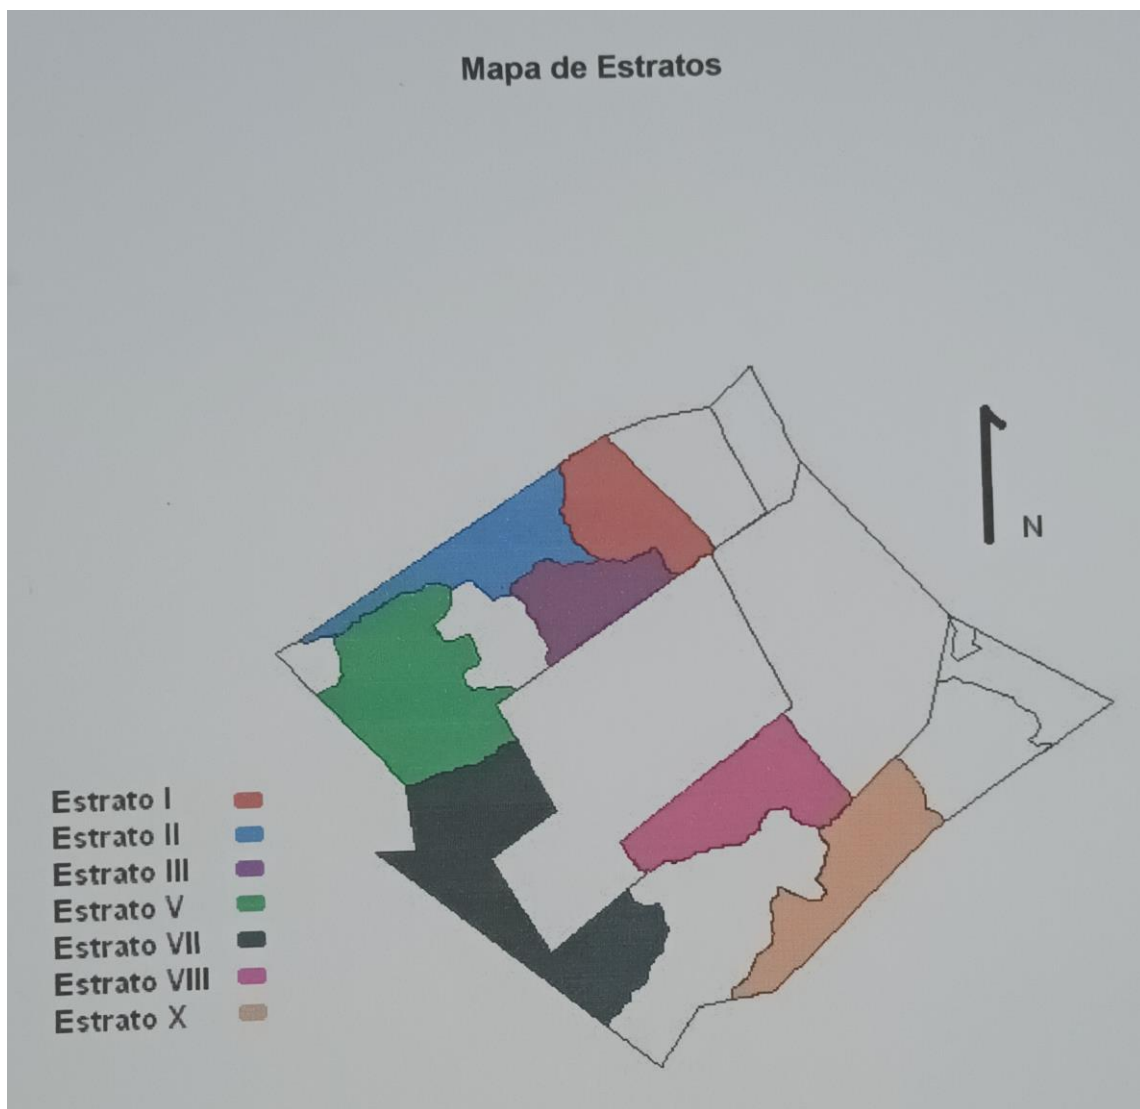 Mapa de Estratos
N
Estrato I
Estrato II
Estrato III
Estrato V
Estrato VII
Estrato VIII
Estrato X